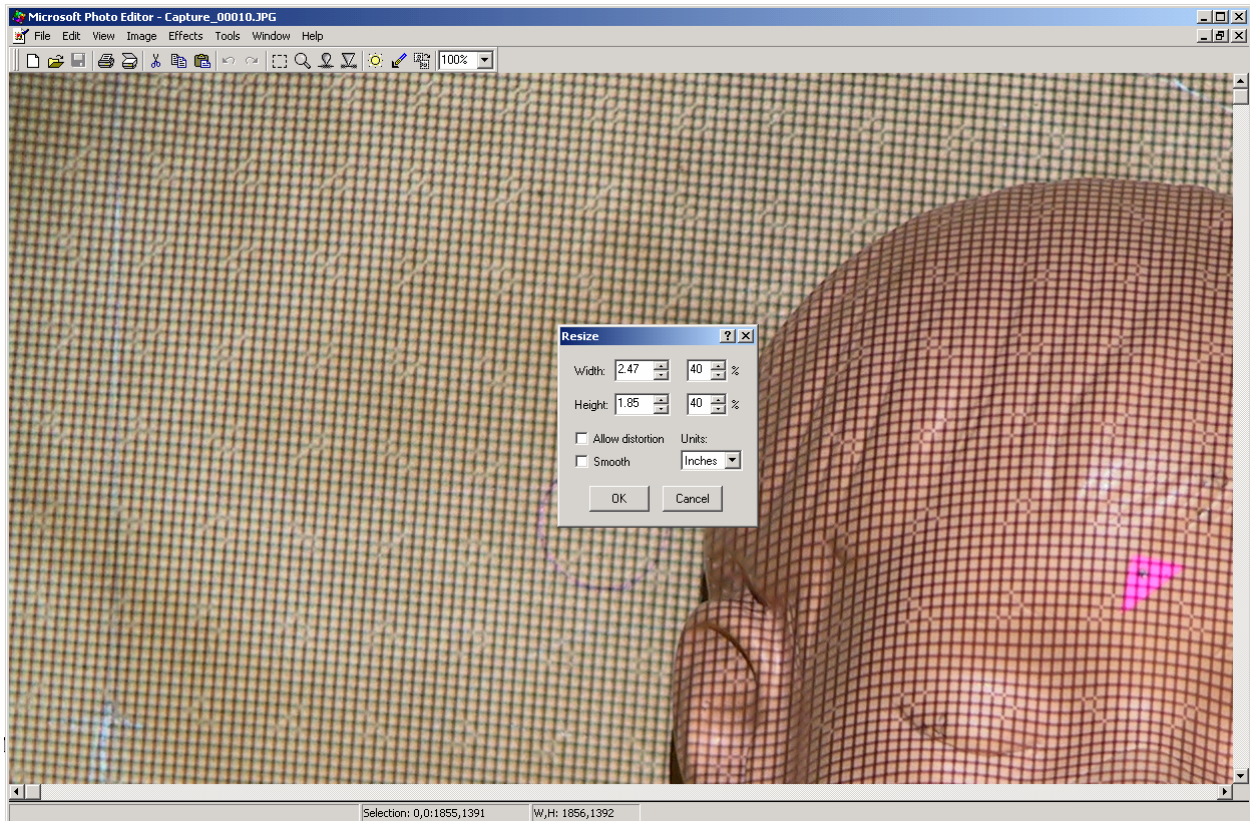 Microsoft Photo Editor - Capture_00010.JPG
File Edit View Image Effects Tools Window Help
100%
Resize
Width: 2.47 40 %
Height: 1.85 40 %
Allow distortion Units:
Smooth Inches
OK Cancel
Selection: 0,0:1855,1391 W,H: 1856,1392